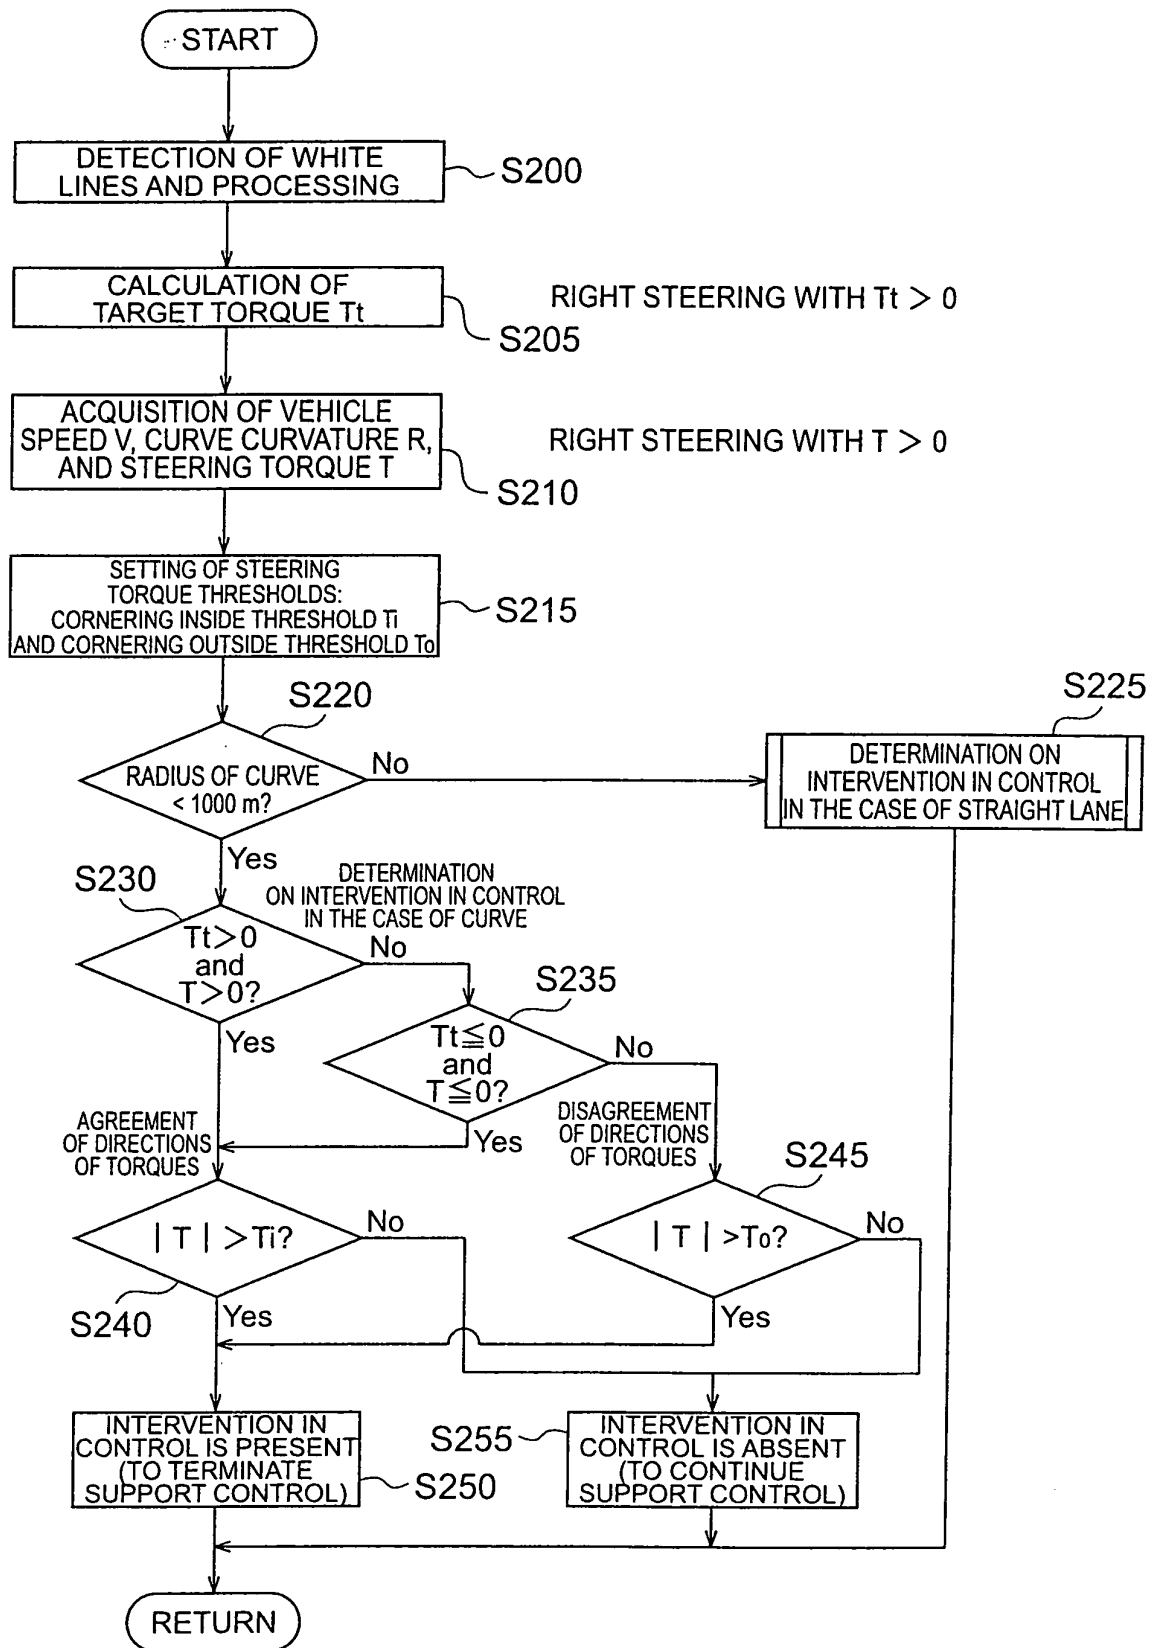 START
DETECTION OF WHITE
LINES AND PROCESSING
S200
CALCULATION OF
TARGET TORQUE Tt
S205
RIGHT STEERING WITH Tt > 0
ACQUISITION OF VEHICLE
SPEED V, CURVE CURVATURE R,
AND STEERING TORQUE T
S210
RIGHT STEERING WITH T > 0
SETTING OF STEERING
TORQUE THRESHOLDS:
CORNERING INSIDE THRESHOLD Ti
AND CORNERING OUTSIDE THRESHOLD To
S215
S220
RADIUS OF CURVE
< 1000 m?
No
Yes
S225
DETERMINATION ON
INTERVENTION IN CONTROL
IN THE CASE OF STRAIGHT LANE
DETERMINATION
ON INTERVENTION IN CONTROL
IN THE CASE OF CURVE
S230
Tt>0
and
T>0?
No
Yes
S235
Tt≦0
and
T≦0?
No
Yes
AGREEMENT
OF DIRECTIONS
OF TORQUES
DISAGREEMENT
OF DIRECTIONS
OF TORQUES
| T | >Ti?
No
S240
Yes
S245
| T | >To?
No
Yes
INTERVENTION IN
CONTROL IS PRESENT
(TO TERMINATE
SUPPORT CONTROL)
S250
S255
INTERVENTION IN
CONTROL IS ABSENT
(TO CONTINUE
SUPPORT CONTROL)
RETURN